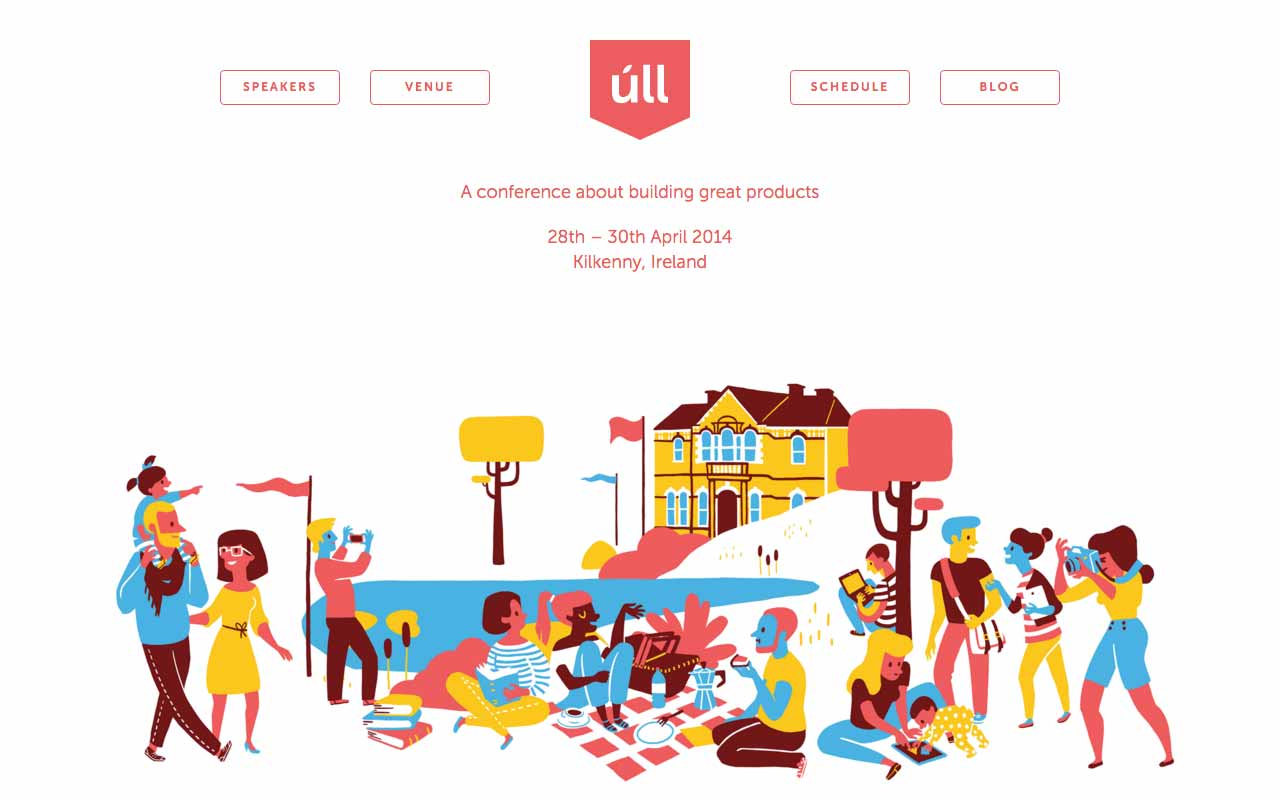 SPEAKERS
VENUE
úll
SCHEDULE
BLOG
A conference about building great products
28th – 30th April 2014
Kilkenny, Ireland